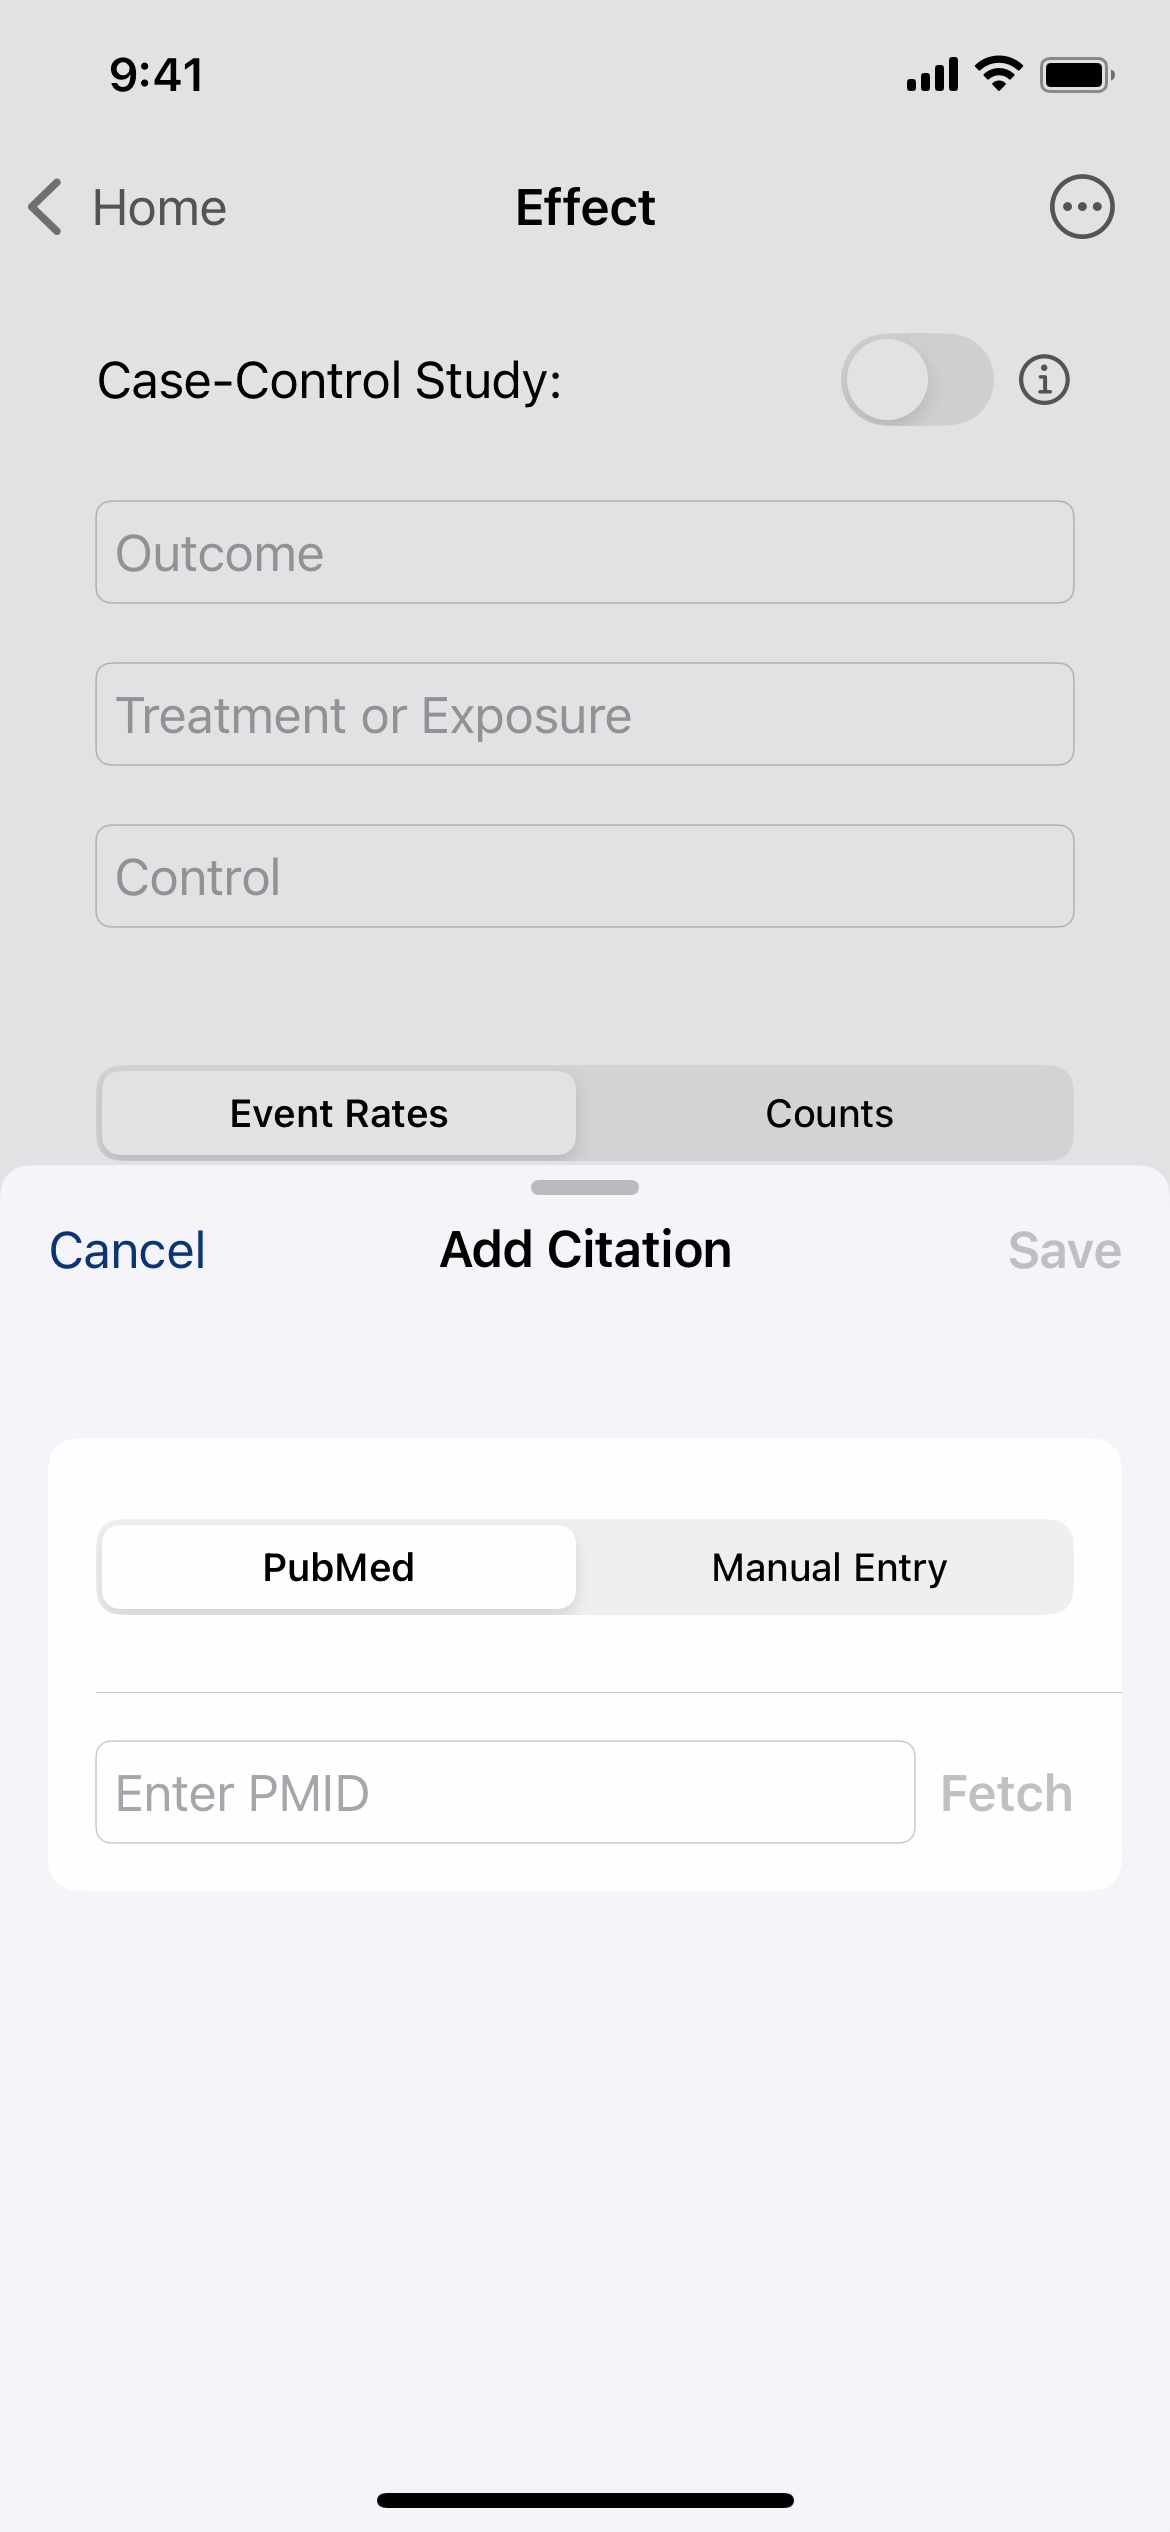 9:41
Home
Effect
Case-Control Study:
Outcome
Treatment or Exposure
Control
Event Rates
Counts
Cancel
Add Citation
Save
PubMed
Manual Entry
Enter PMID
Fetch